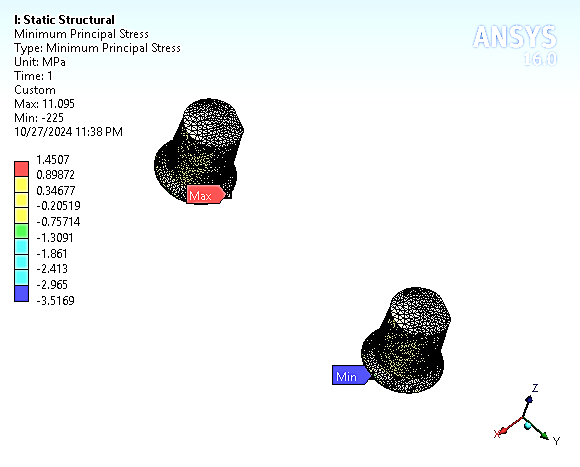 I: Static Structural
Minimum Principal Stress
Type: Minimum Principal Stress
Unit: MPa
Time: 1
Custom
Max: 11.095
Min: -225
10/27/2024 11:38 PM
ANSYS
16.0
1.4507
0.89872
0.34677
-0.20519
-0.75714
-1.3091
-1.861
-2.413
-2.965
-3.5169
Max
Min
Z
X
Y